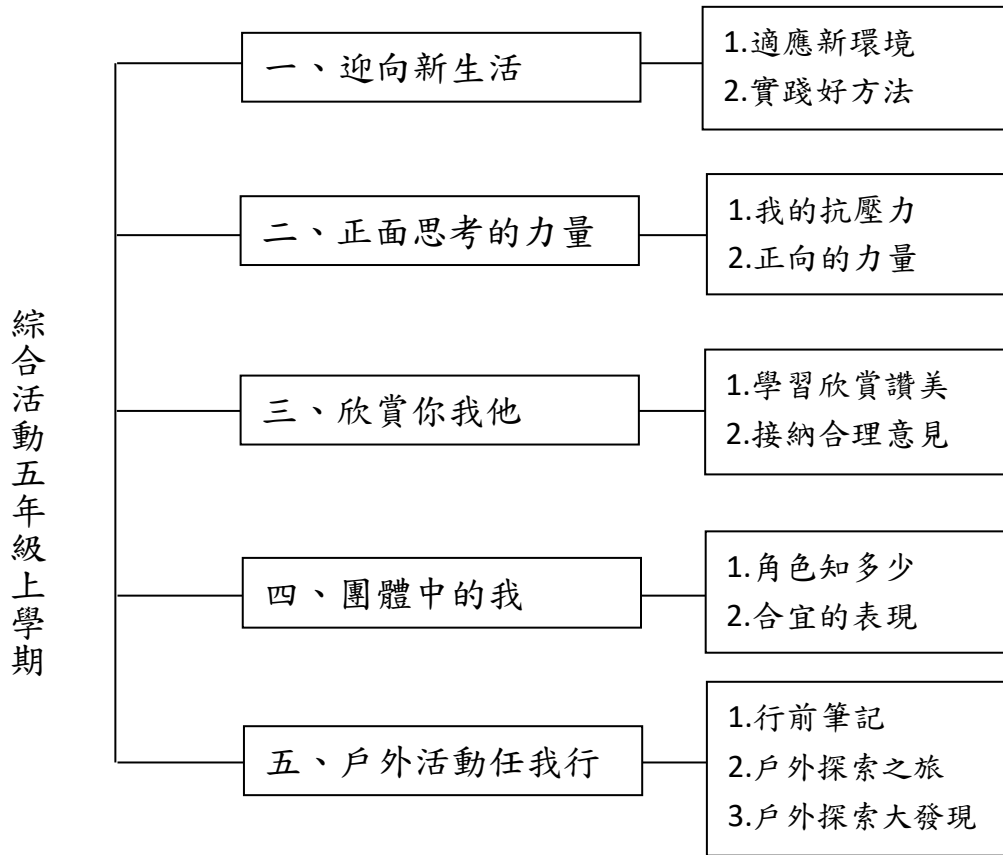 綜合活動五年級上學期
一、迎向新生活
1.適應新環境
2.實踐好方法
二、正面思考的力量
1.我的抗壓力
2.正向的力量
三、欣賞你我他
1.學習欣賞讚美
2.接納合理意見
四、團體中的我
1.角色知多少
2.合宜的表現
五、戶外活動任我行
1.行前筆記
2.戶外探索之旅
3.戶外探索大發現